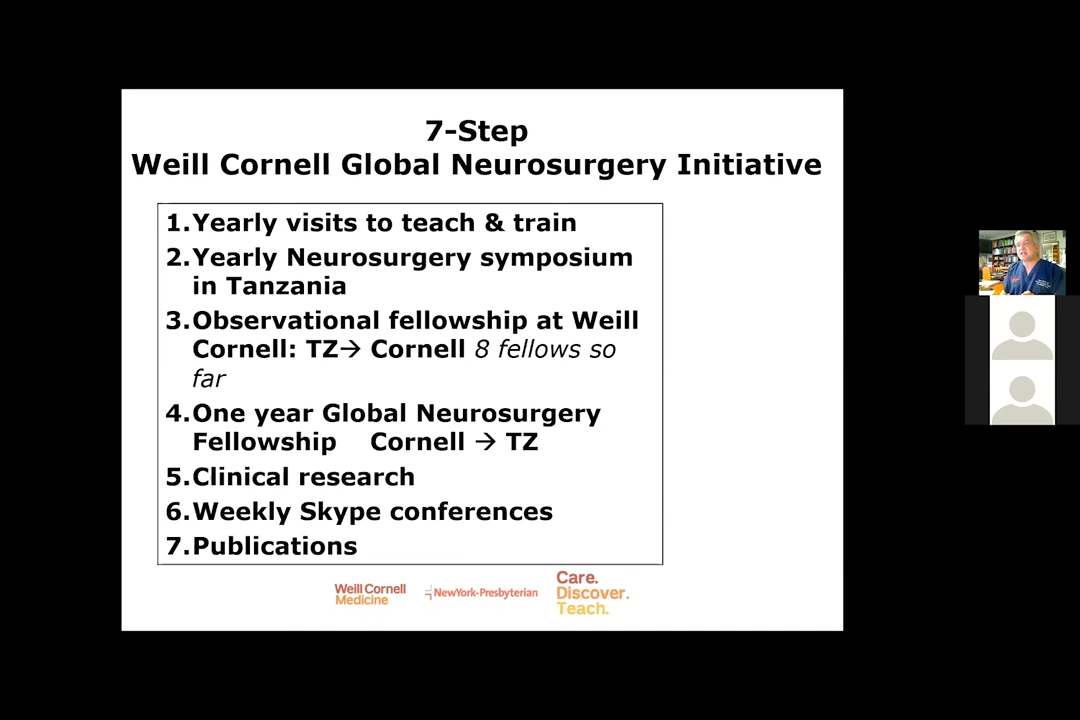 7-Step
Weill Cornell Global Neurosurgery Initiative
1.Yearly visits to teach & train
2.Yearly Neurosurgery symposium
in Tanzania
3.Observational fellowship at Weill
Cornell: TZ→ Cornell 8 fellows so
far
4.One year Global Neurosurgery
Fellowship Cornell → TZ
5.Clinical research
6.Weekly Skype conferences
7.Publications
Weill Cornell
Medicine
NewYork-Presbyterian
Care.
Discover.
Teach.